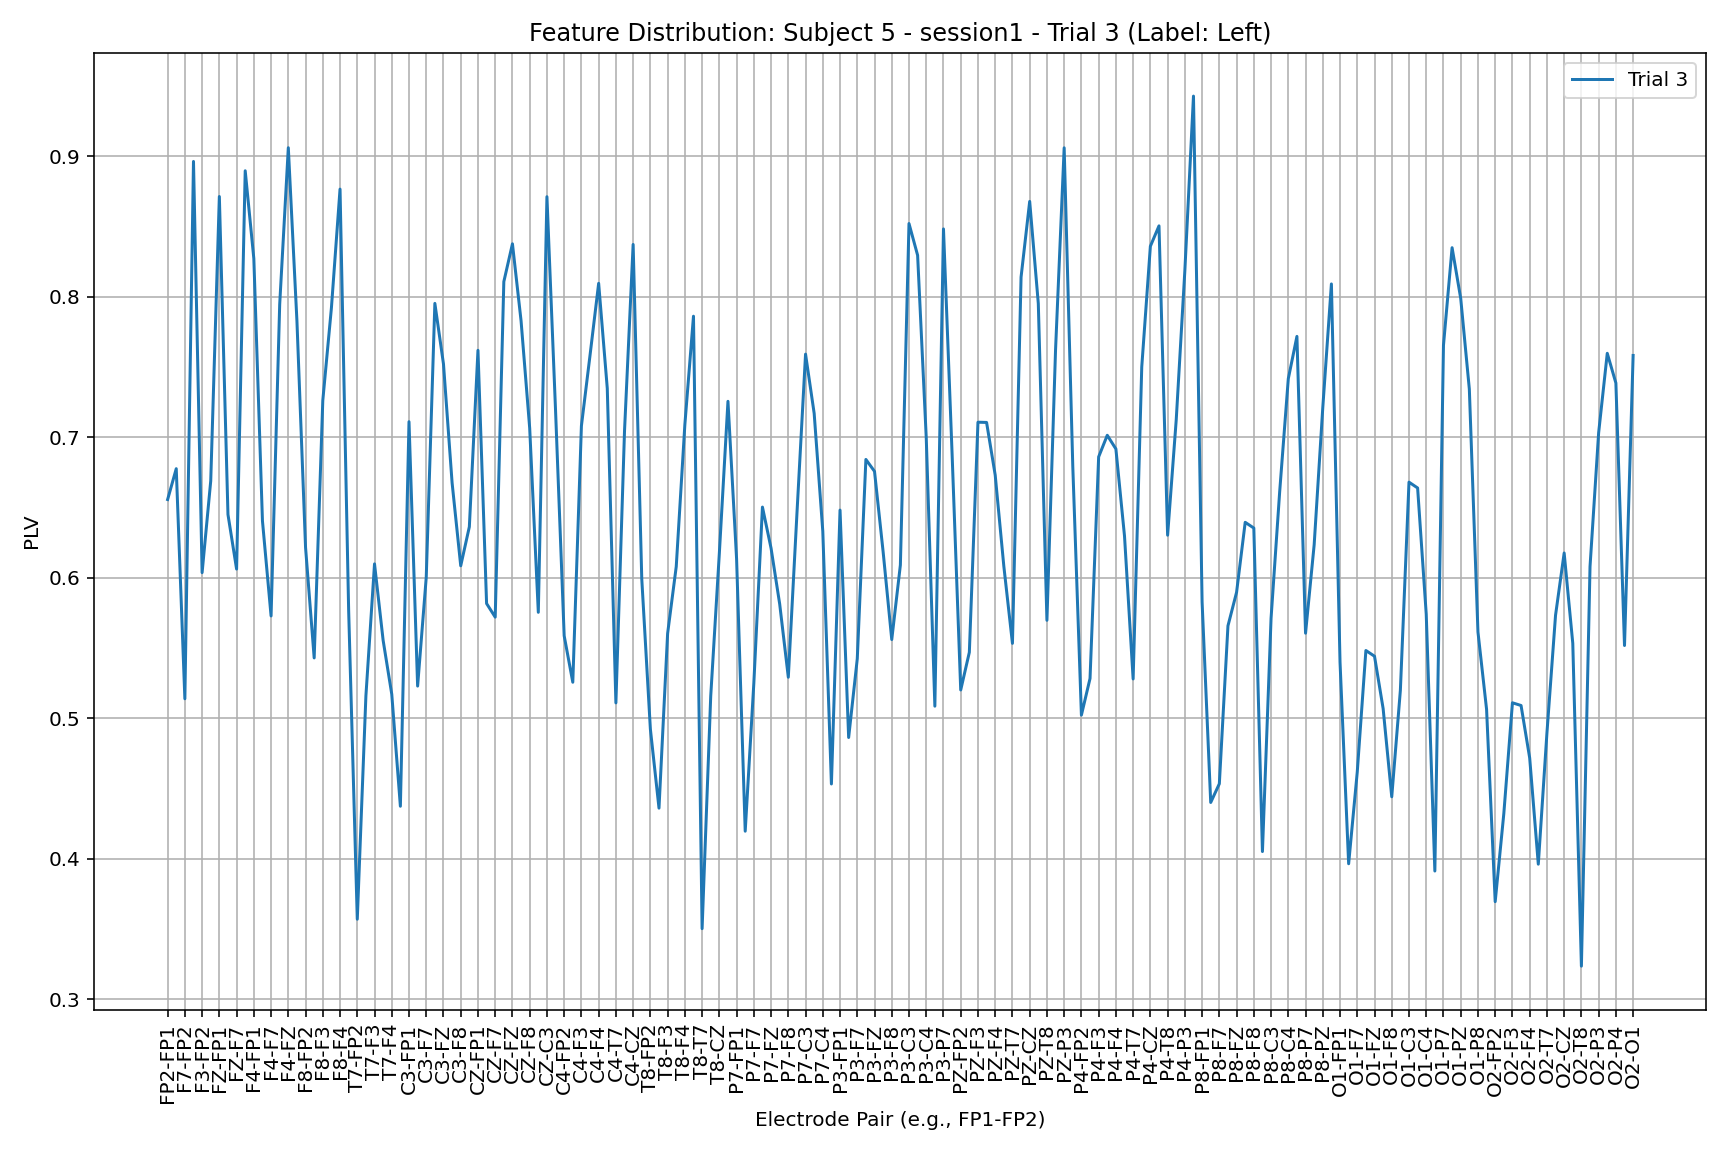 Feature Distribution: Subject 5 - session1 - Trial 3 (Label: Left)
Trial 3
PLV
0.9
0.8
0.7
0.6
0.5
0.4
0.3
FP2-FP1
F7-FP2
F3-FP2
FZ-FP1
FZ-F7
F4-FP1
F4-F7
F4-FZ
F8-FP2
F8-F3
F8-F4
T7-FP2
T7-F3
T7-F4
C3-FP1
C3-F7
C3-FZ
C3-F8
CZ-FP1
CZ-F7
CZ-FZ
CZ-F8
CZ-C3
C4-FP2
C4-F3
C4-F4
C4-T7
C4-CZ
T8-FP2
T8-F3
T8-F4
T8-T7
T8-CZ
P7-FP1
P7-F7
P7-FZ
P7-F8
P7-C3
P7-C4
P3-FP1
P3-F7
P3-FZ
P3-F8
P3-C3
P3-C4
P3-P7
PZ-FP2
PZ-F3
PZ-F4
PZ-T7
PZ-CZ
PZ-T8
PZ-P3
P4-FP2
P4-F3
P4-F4
P4-T7
P4-CZ
P4-T8
P4-P3
P8-FP1
P8-F7
P8-FZ
P8-F8
P8-C3
P8-C4
P8-P7
P8-PZ
O1-FP1
O1-F7
O1-FZ
O1-F8
O1-C3
O1-C4
O1-P7
O1-PZ
O1-P8
O2-FP2
O2-F3
O2-F4
O2-T7
O2-CZ
O2-T8
O2-P3
O2-P4
O2-O1
Electrode Pair (e.g., FP1-FP2)